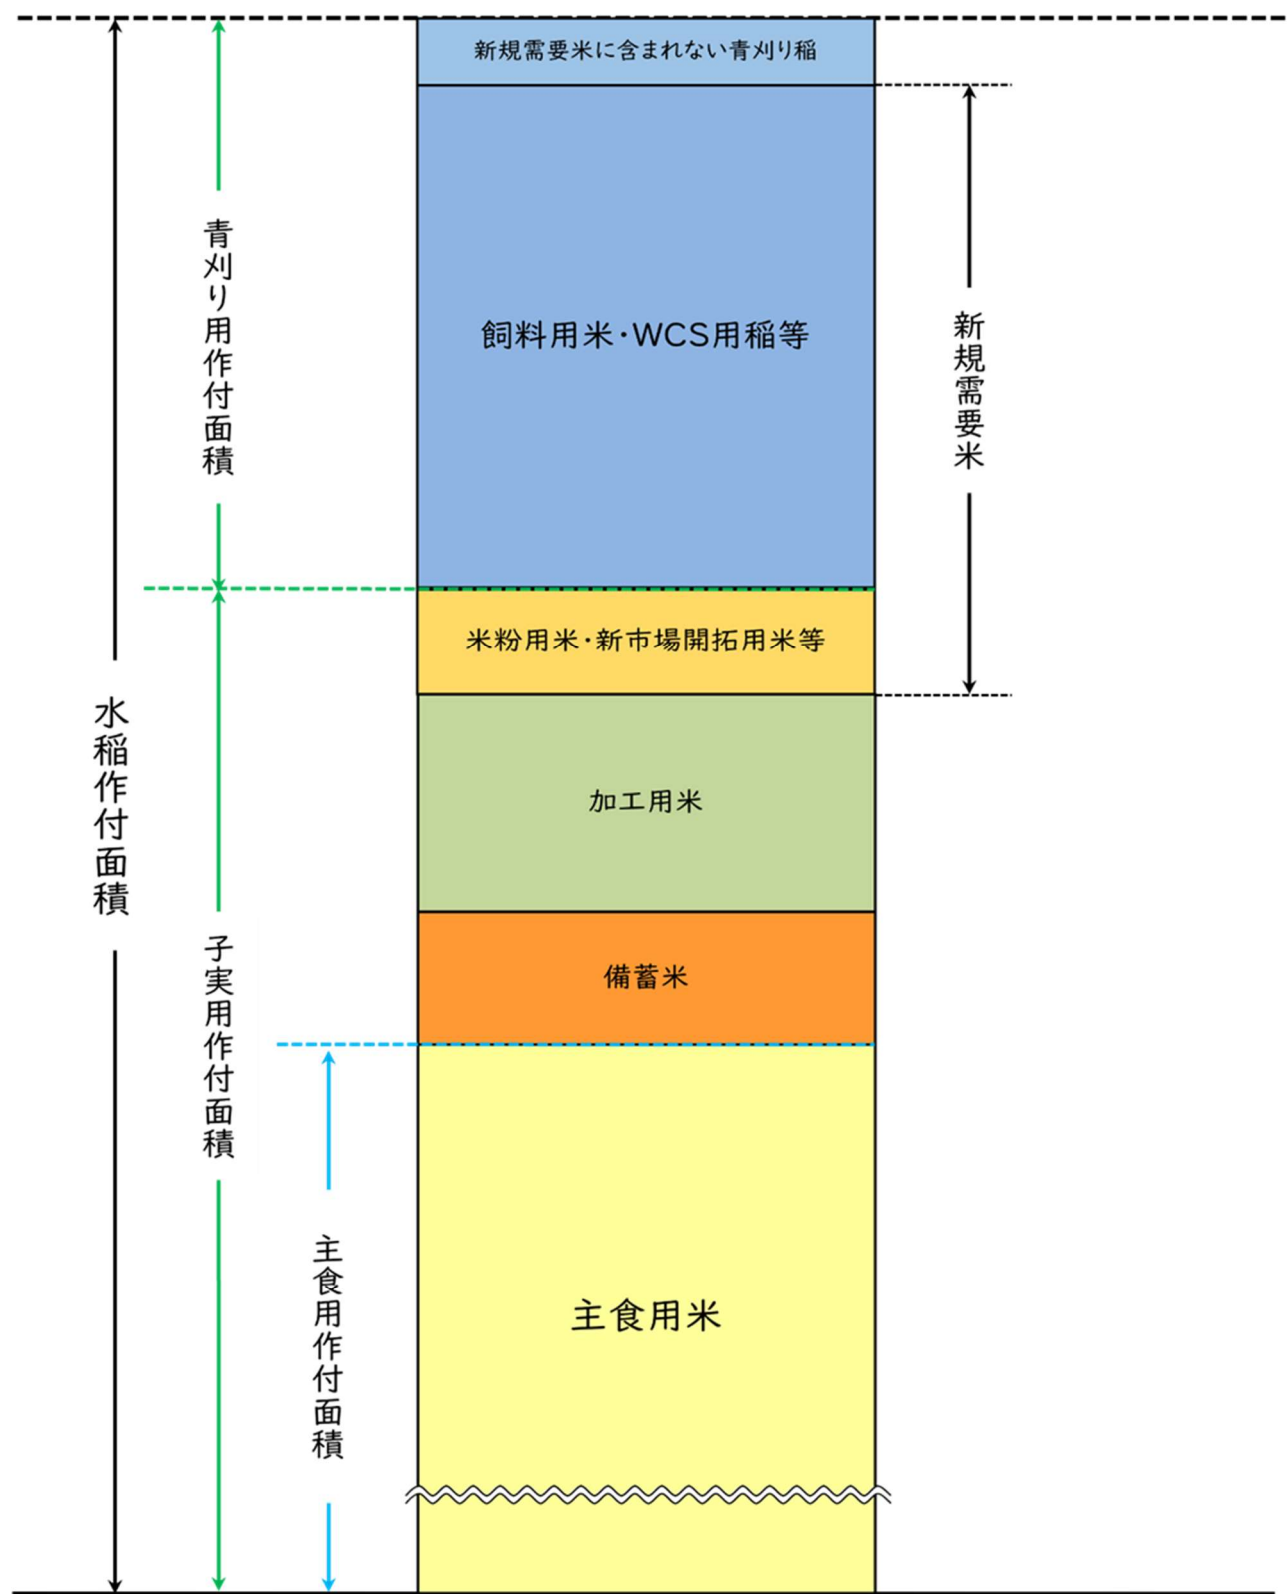 新規需要米に含まれない青刈り稲
飼料用米・WCS用稲等
米粉用米・新市場開拓用米等
加工用米
備蓄米
主食用米
水稲作付面積
青刈り用作付面積
子実用作付面積
主食用作付面積
新規需要米